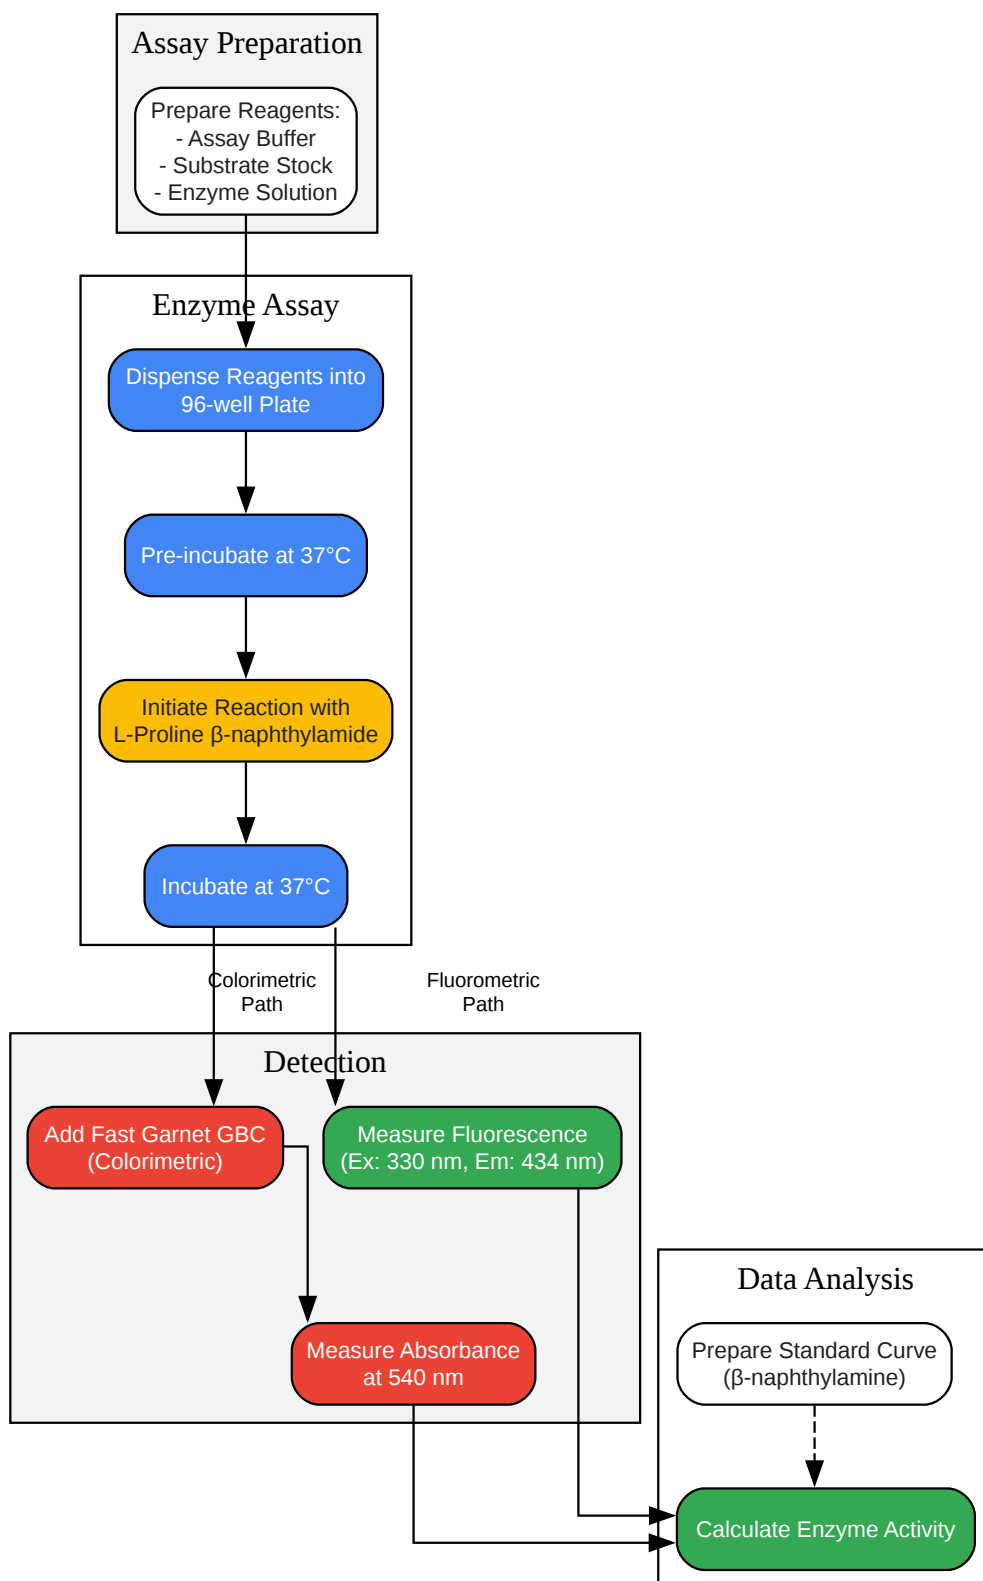 Assay Preparation
Prepare Reagents:
- Assay Buffer
- Substrate Stock
- Enzyme Solution
Enzyme Assay
Dispense Reagents into
96-well Plate
Pre-incubate at 37°C
Initiate Reaction with
L-Proline β-naphthylamide
Incubate at 37°C
Colorimetric
Path
Fluorometric
Path
Detection
Add Fast Garnet GBC
(Colorimetric)
Measure Fluorescence
(Ex: 330 nm, Em: 434 nm)
Measure Absorbance
at 540 nm
Data Analysis
Prepare Standard Curve
(β-naphthylamine)
Calculate Enzyme Activity